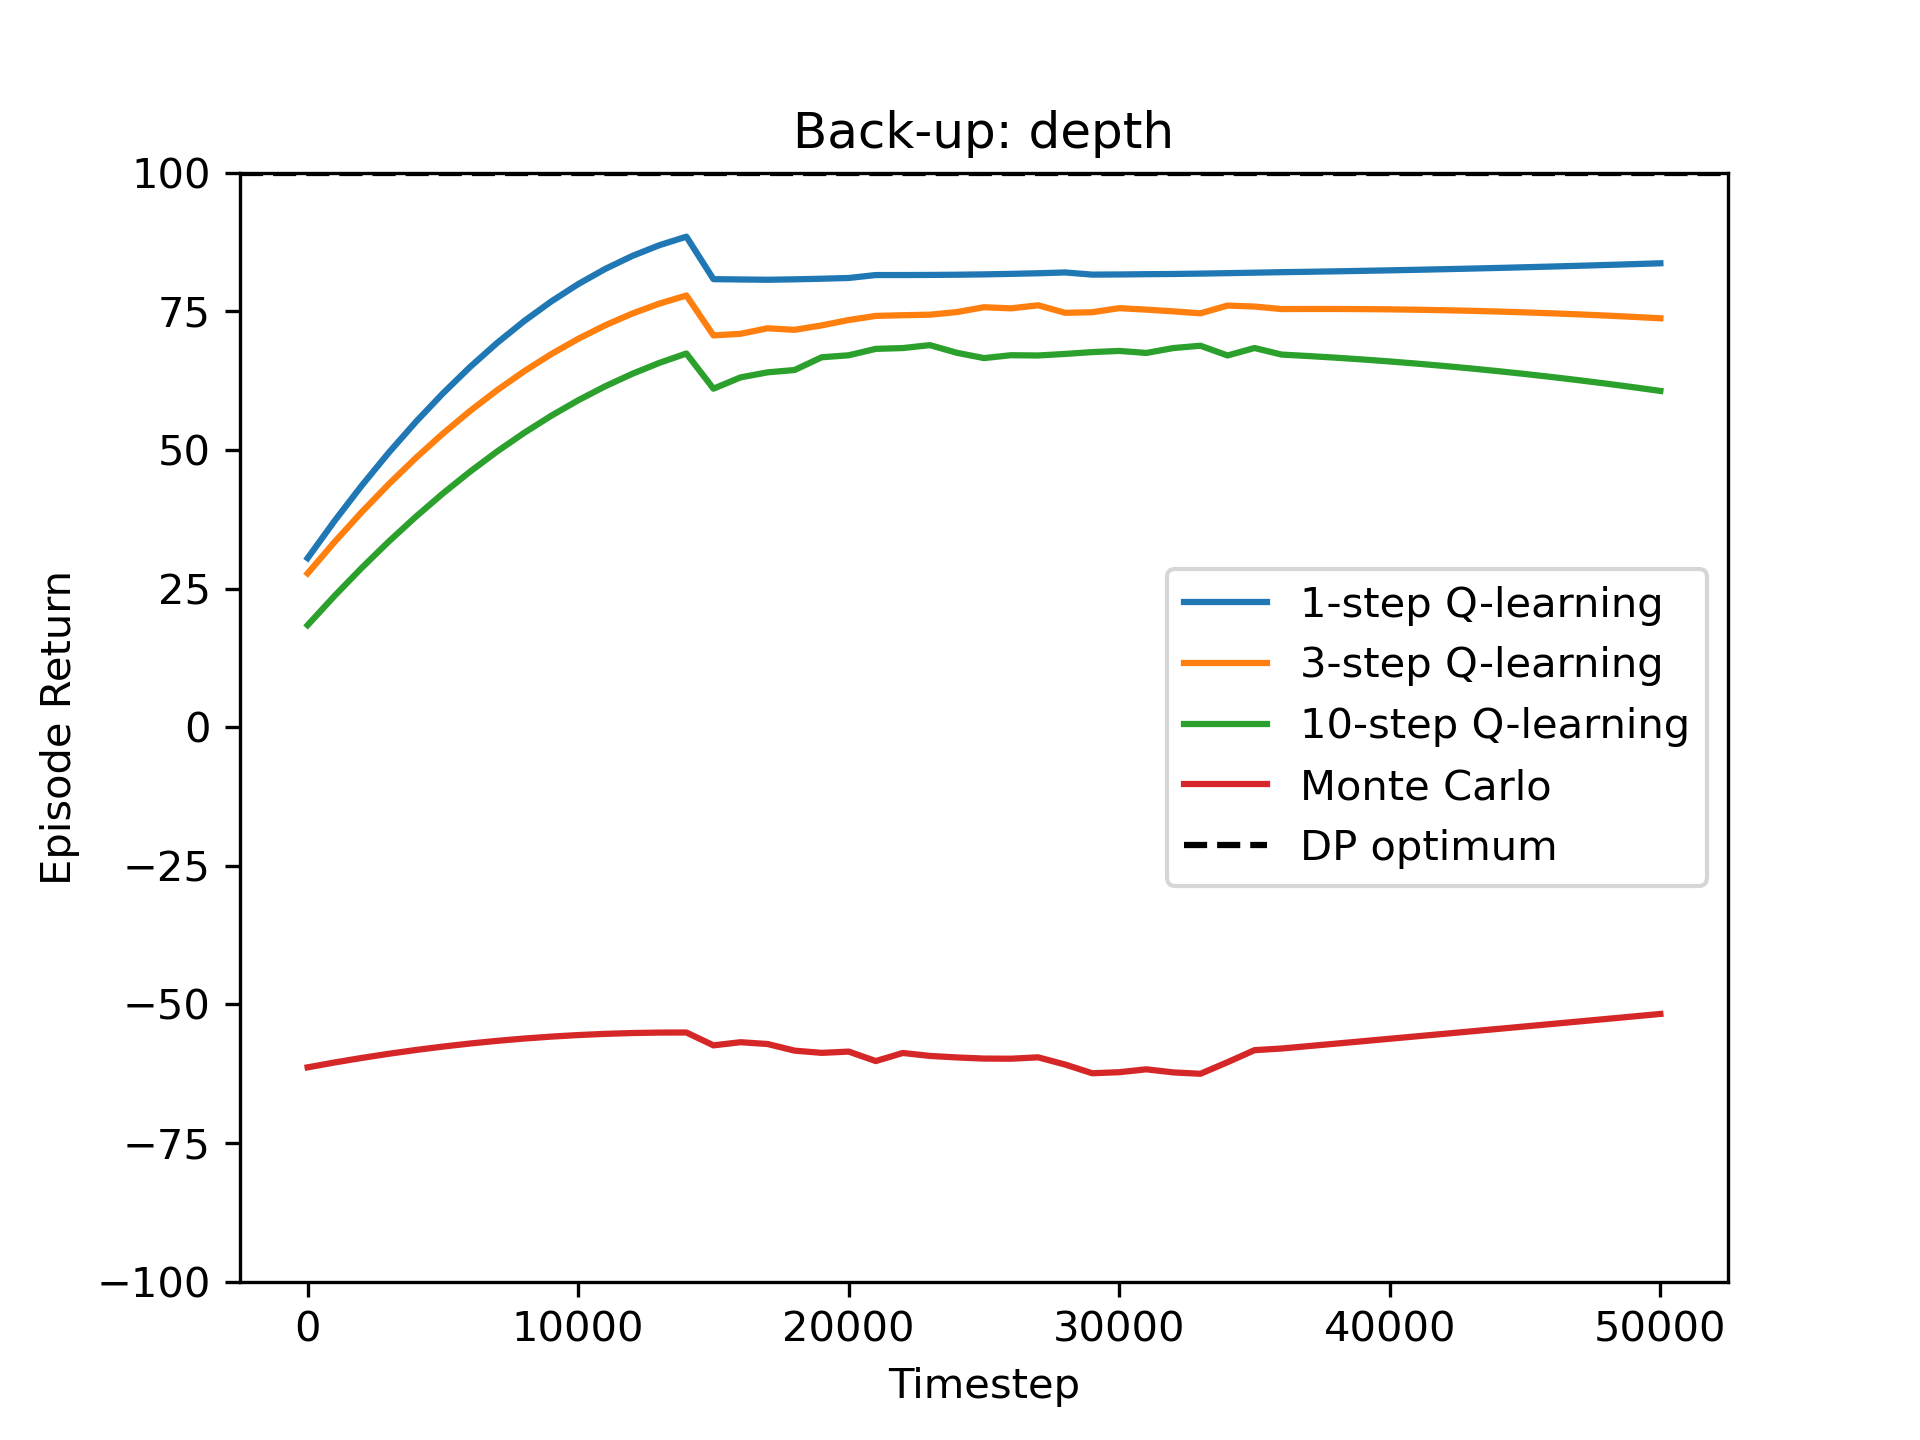 Back-up: depth
100
75
50
25
0
−25
−50
−75
−100
Episode Return
1-step Q-learning
3-step Q-learning
10-step Q-learning
Monte Carlo
DP optimum
0 10000 20000 30000 40000 50000
Timestep